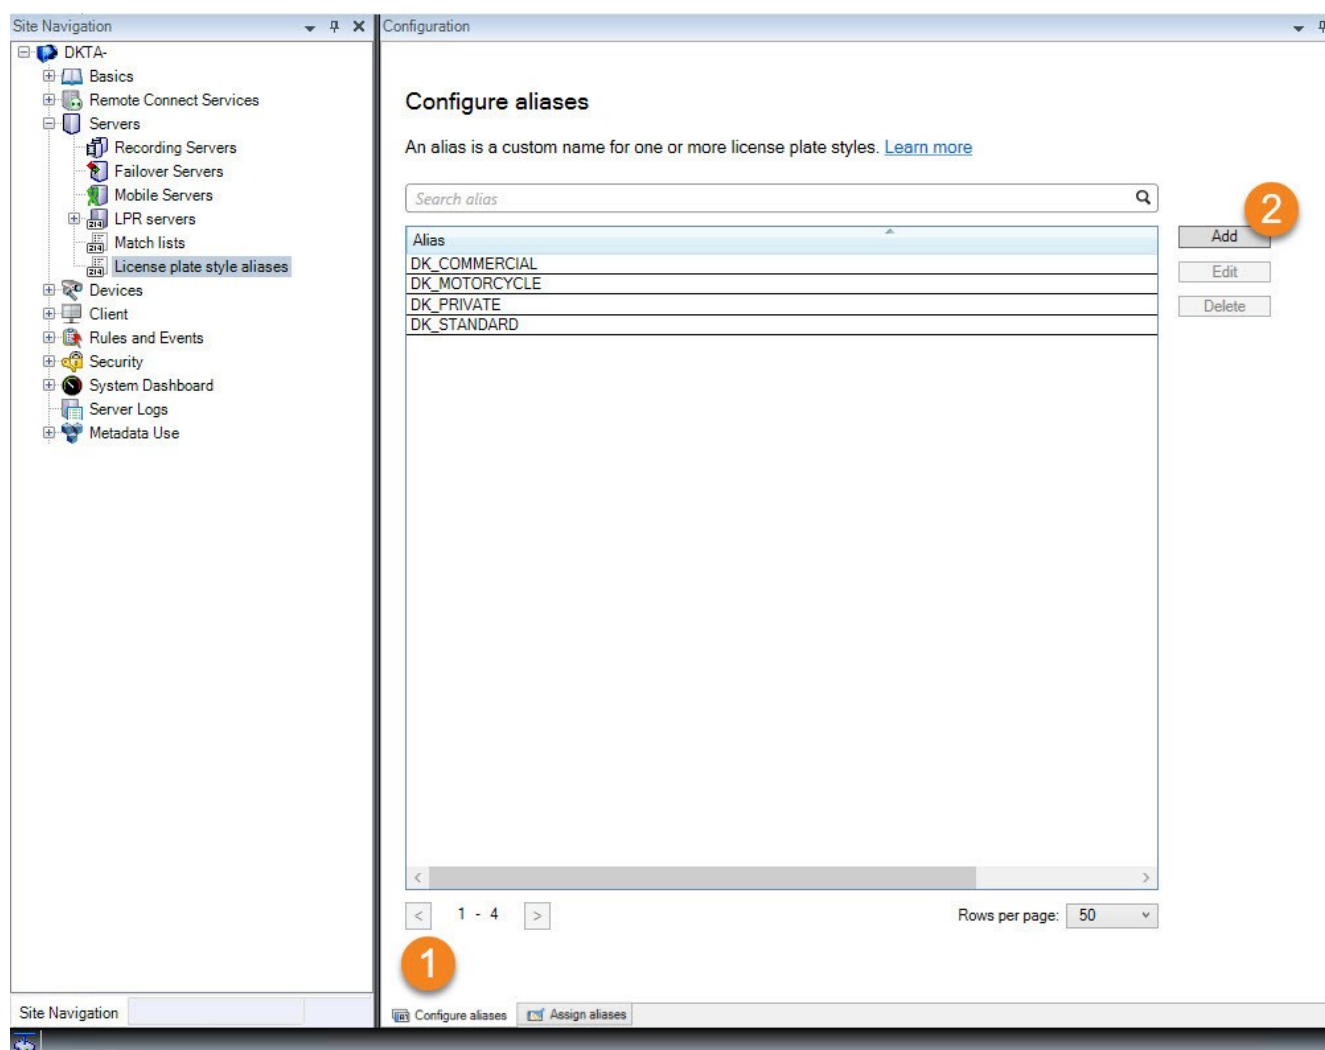 Site Navigation
DKTA-
Basics
Remote Connect Services
Servers
Recording Servers
Failover Servers
Mobile Servers
LPR servers
Match lists
License plate style aliases
Devices
Client
Rules and Events
Security
System Dashboard
Server Logs
Metadata Use
Site Navigation
Configuration
Configure aliases
An alias is a custom name for one or more license plate styles. Learn more
Search alias
2
Alias
Add
DK_COMMERCIAL
Edit
DK_MOTORCYCLE
DK_PRIVATE
Delete
DK_STANDARD
< 1 - 4 >
Rows per page: 50
1
Configure aliases
Assign aliases